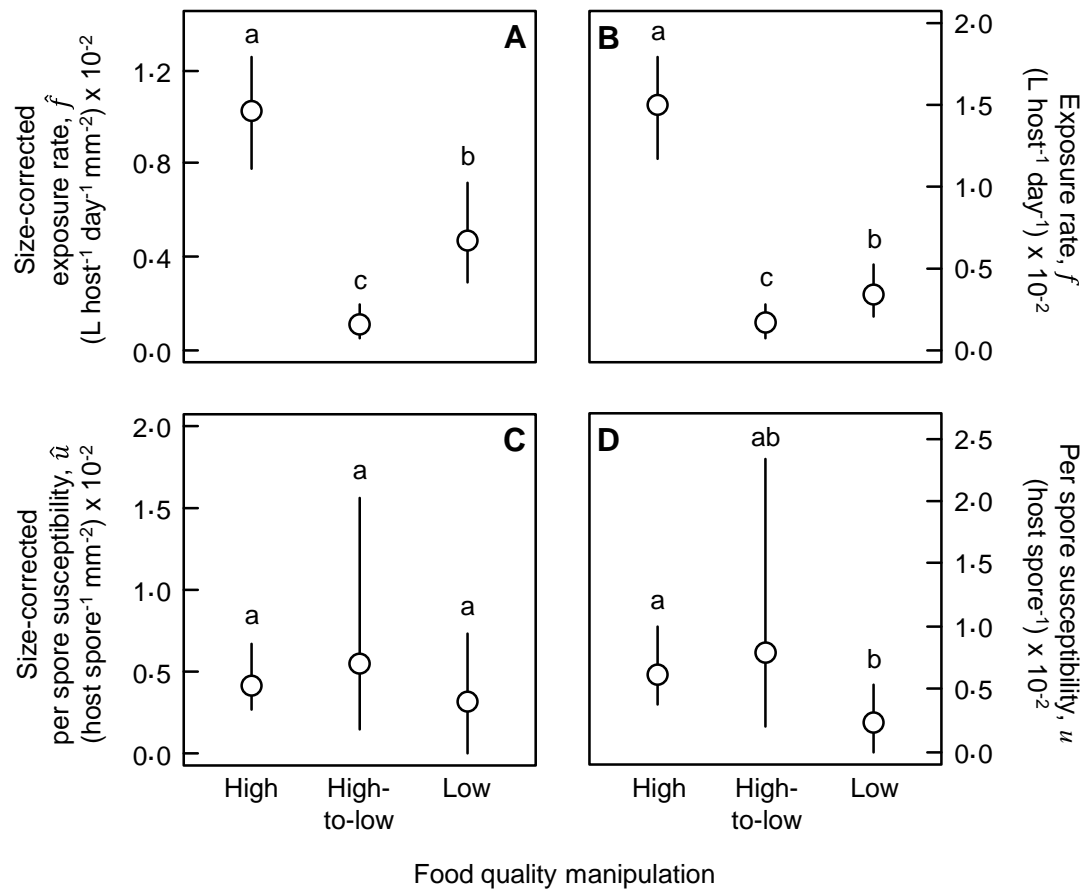 Size-corrected
exposure rate, f̂
(L host⁻¹ day⁻¹ mm⁻²) x 10⁻²
1·2
0·8
0·4
0·0
a
c
b
A
B
a
c
b
2·0
1·5
1·0
0·5
0·0
Exposure rate, f
(L host⁻¹ day⁻¹) x 10⁻²
Size-corrected
per spore susceptibility, û
(host spore⁻¹ mm⁻²) x 10⁻²
2·0
1·5
1·0
0·5
0·0
a
a
a
C
D
a
ab
b
2·5
2·0
1·5
1·0
0·5
0·0
Per spore susceptibility, u
(host spore⁻¹) x 10⁻²
High
High-
to-low
Low
High
High-
to-low
Low
Food quality manipulation